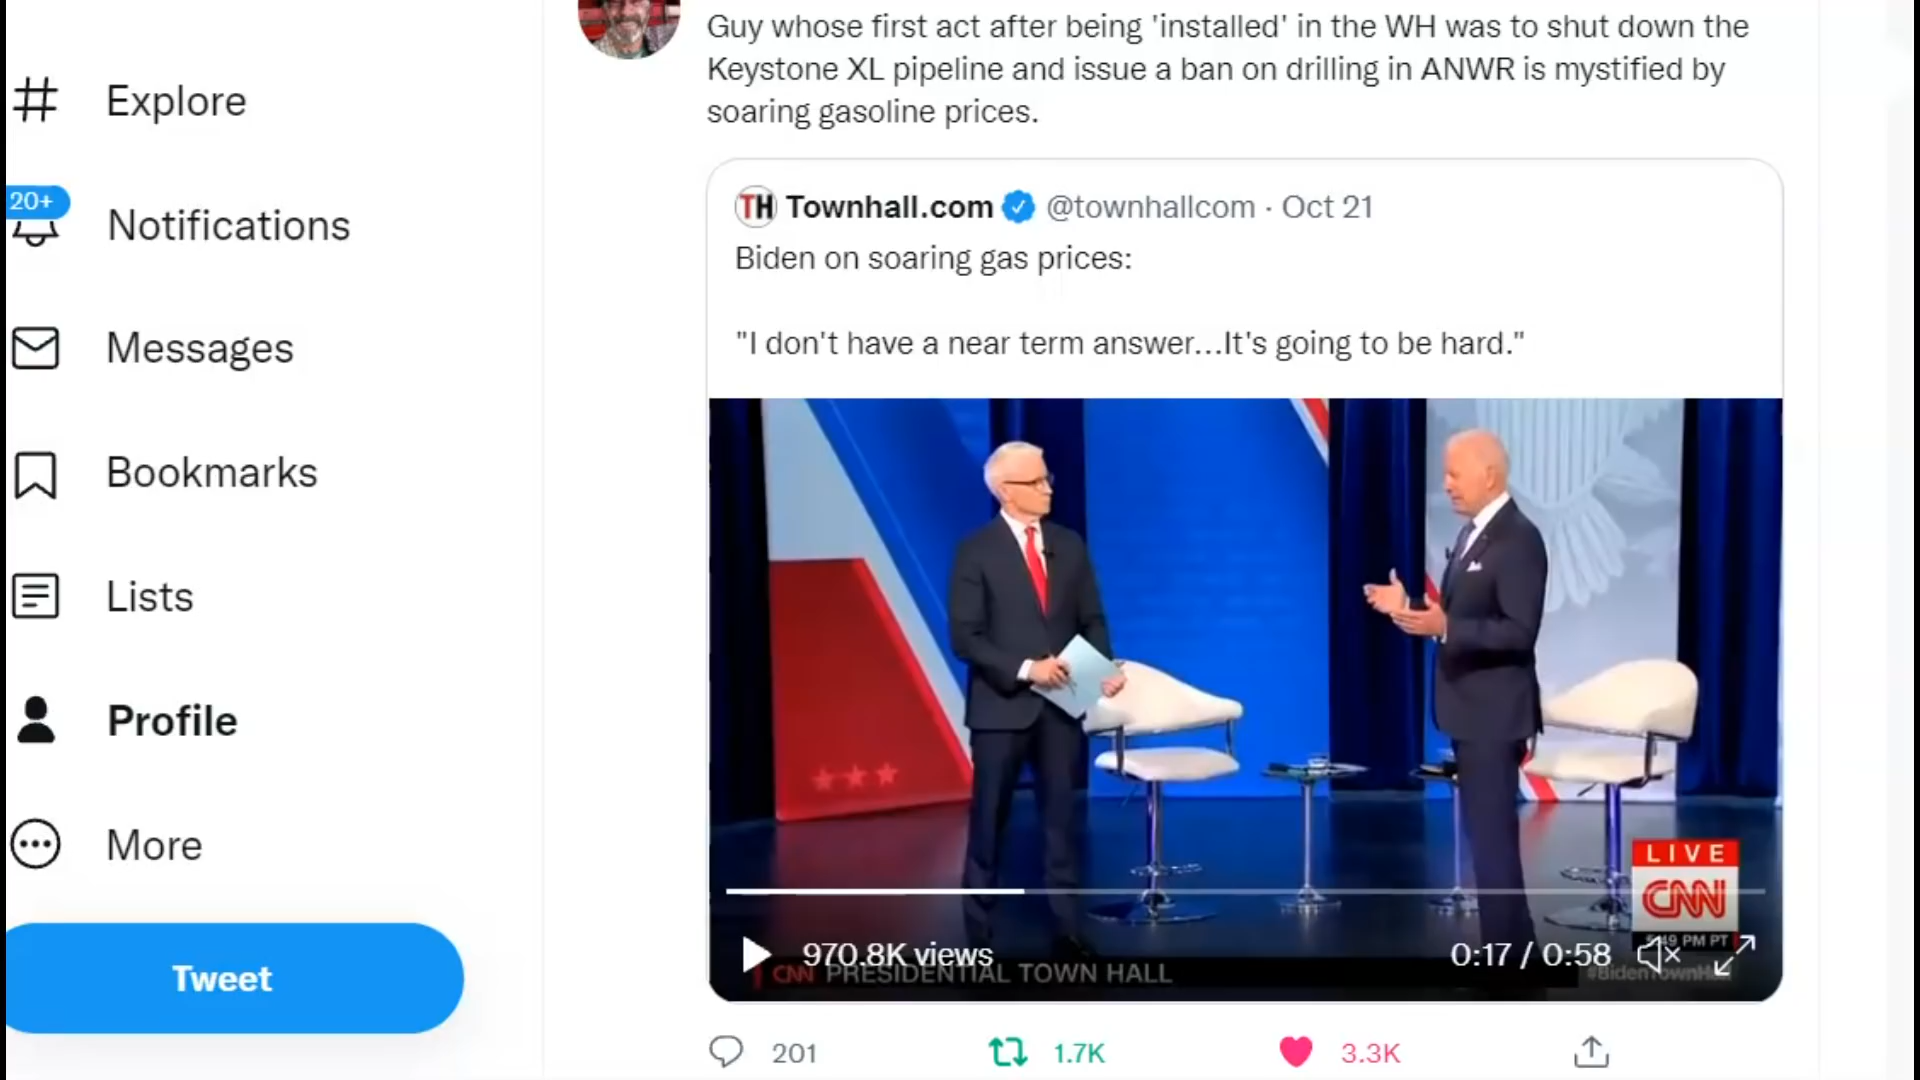 Guy whose first act after being 'installed' in the WH was to shut down the
Keystone XL pipeline and issue a ban on drilling in ANWR is mystified by
soaring gasoline prices.
Explore
20+
Notifications
Messages
Bookmarks
Lists
Profile
More
Tweet
TH Townhall.com @townhallcom · Oct 21
Biden on soaring gas prices:
"I don't have a near term answer...It's going to be hard."
LIVE
CNN
PM PT
970.8K views
0:17 / 0:58
CNN PRESIDENTIAL TOWN HALL
#BidenTownHall
201
1.7K
3.3K